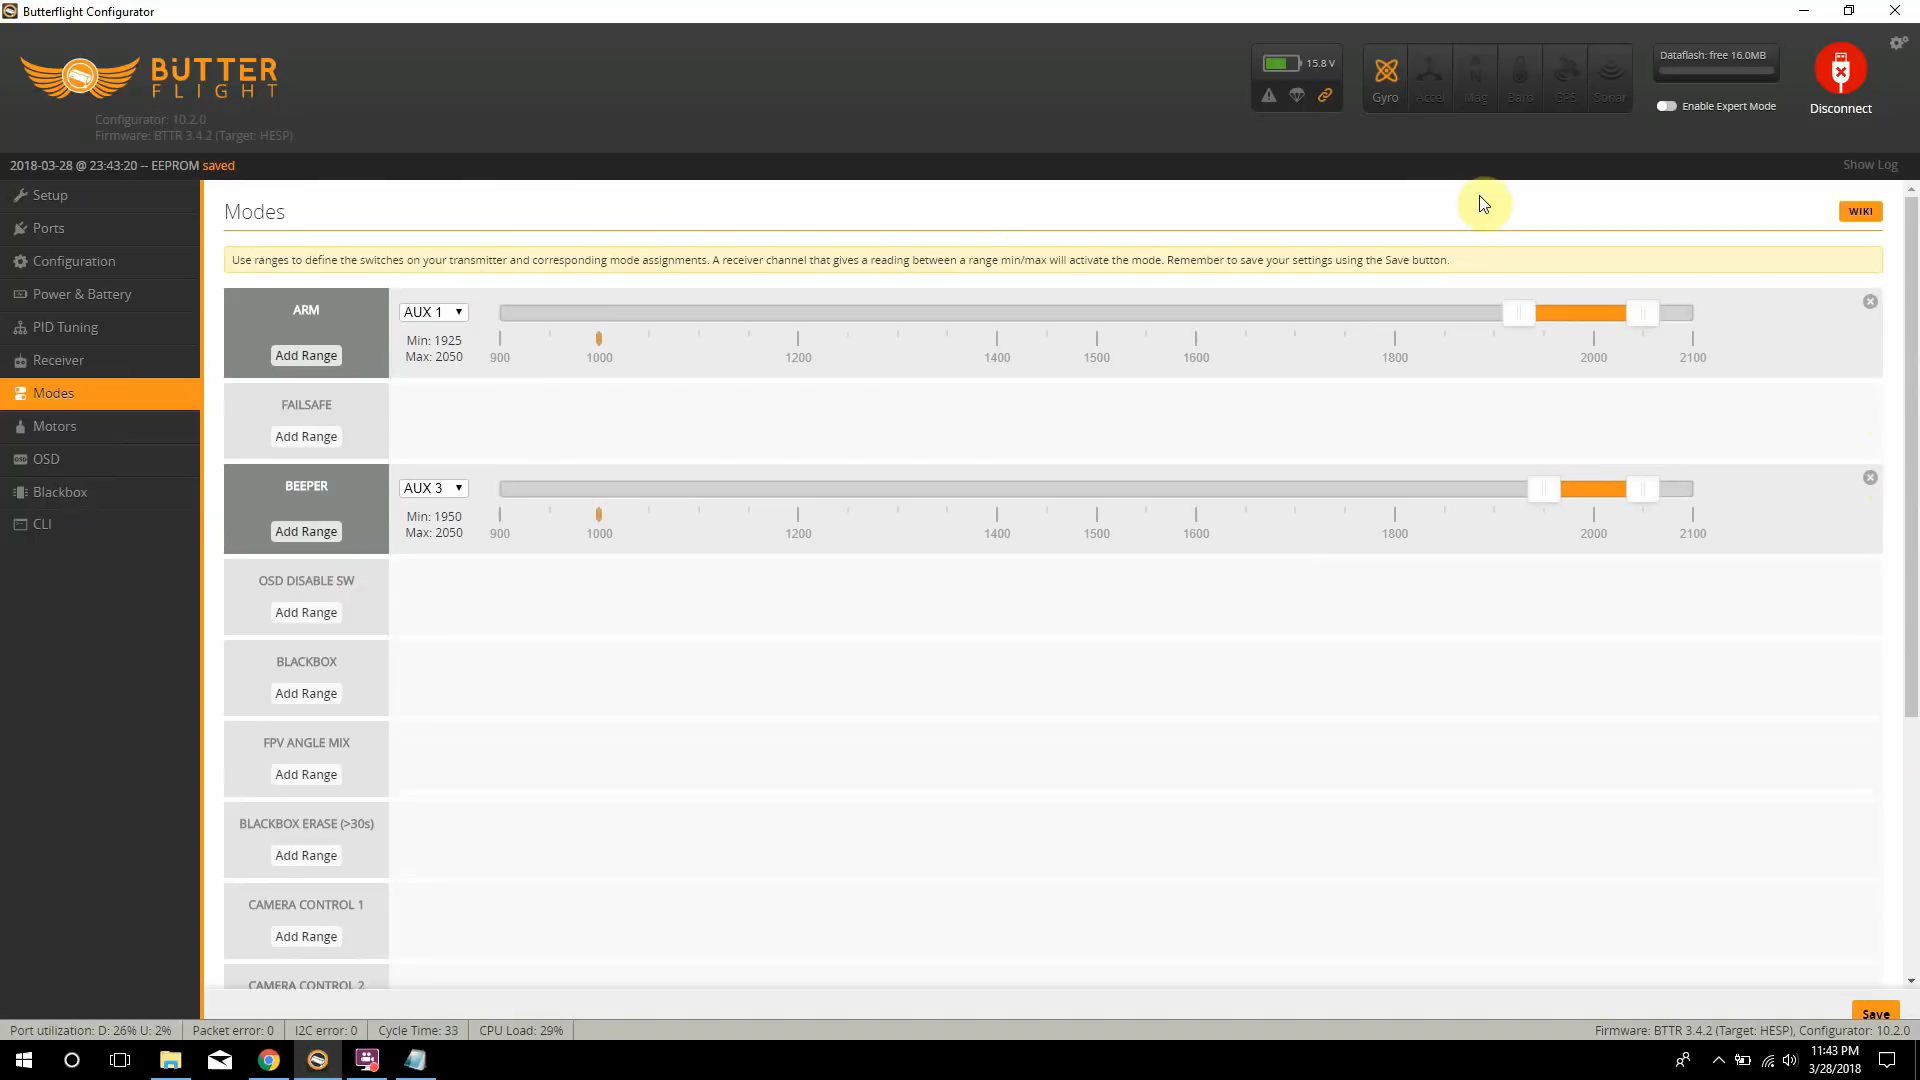 Butterflight Configurator
BUTTER
FLIGHT
Configurator: 10.2.0
Firmware: BTTR 3.4.2 (Target: HESP)
15.8 V
Gyro
Accel
Mag
Baro
GPS
Sonar
Dataflash: free 16.0MB
Enable Expert Mode
Disconnect
2018-03-28 @ 23:43:20 -- EEPROM saved
Show Log
Setup
Ports
Configuration
Power & Battery
PID Tuning
Receiver
Modes
Motors
OSD
Blackbox
CLI
Modes
WIKI
Use ranges to define the switches on your transmitter and corresponding mode assignments. A receiver channel that gives a reading between a range min/max will activate the mode. Remember to save your settings using the Save button.
ARM
Add Range
AUX 1
Min: 1925
Max: 2050
900 1000 1200 1400 1500 1600 1800 2000 2100
FAILSAFE
Add Range
BEEPER
Add Range
AUX 3
Min: 1950
Max: 2050
900 1000 1200 1400 1500 1600 1800 2000 2100
OSD DISABLE SW
Add Range
BLACKBOX
Add Range
FPV ANGLE MIX
Add Range
BLACKBOX ERASE (>30s)
Add Range
CAMERA CONTROL 1
Add Range
CAMERA CONTROL 2
Save
Port utilization: D: 26% U: 2% Packet error: 0 I2C error: 0 Cycle Time: 33 CPU Load: 29%
Firmware: BTTR 3.4.2 (Target: HESP), Configurator: 10.2.0
11:43 PM
3/28/2018